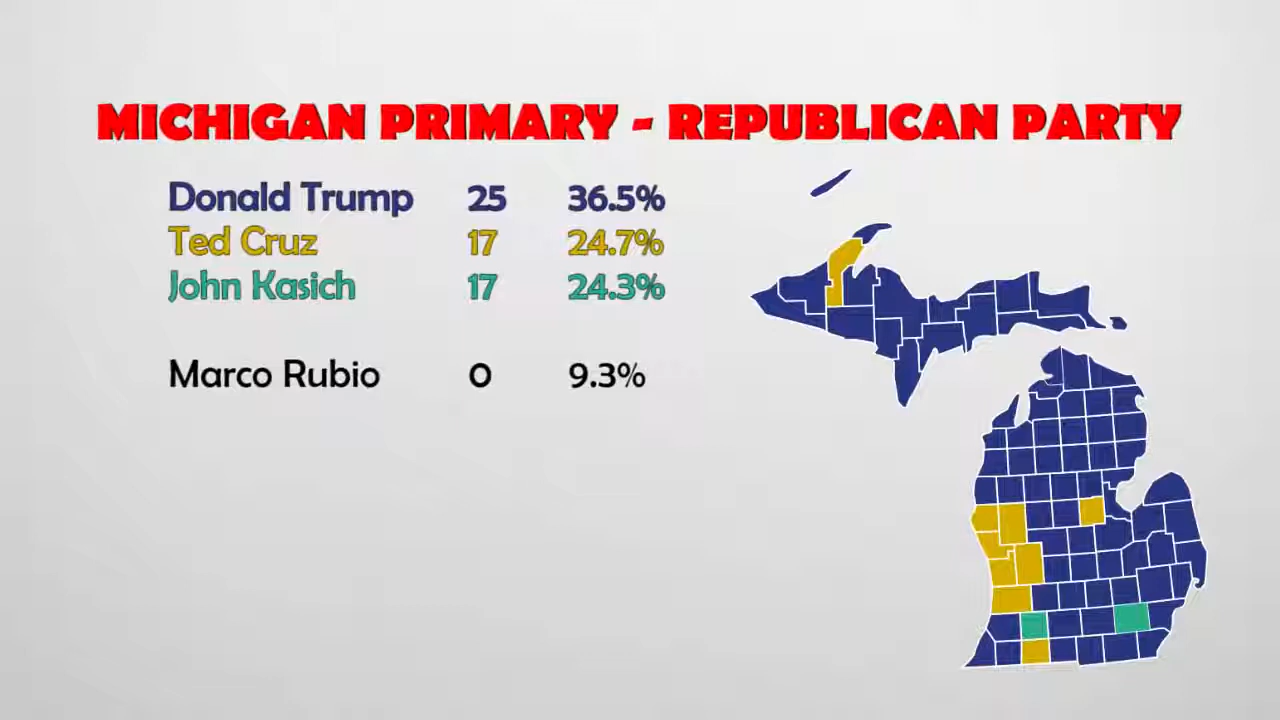 MICHIGAN PRIMARY - REPUBLICAN PARTY
Donald Trump 25 36.5%
Ted Cruz 17 24.7%
John Kasich 17 24.3%
Marco Rubio 0 9.3%